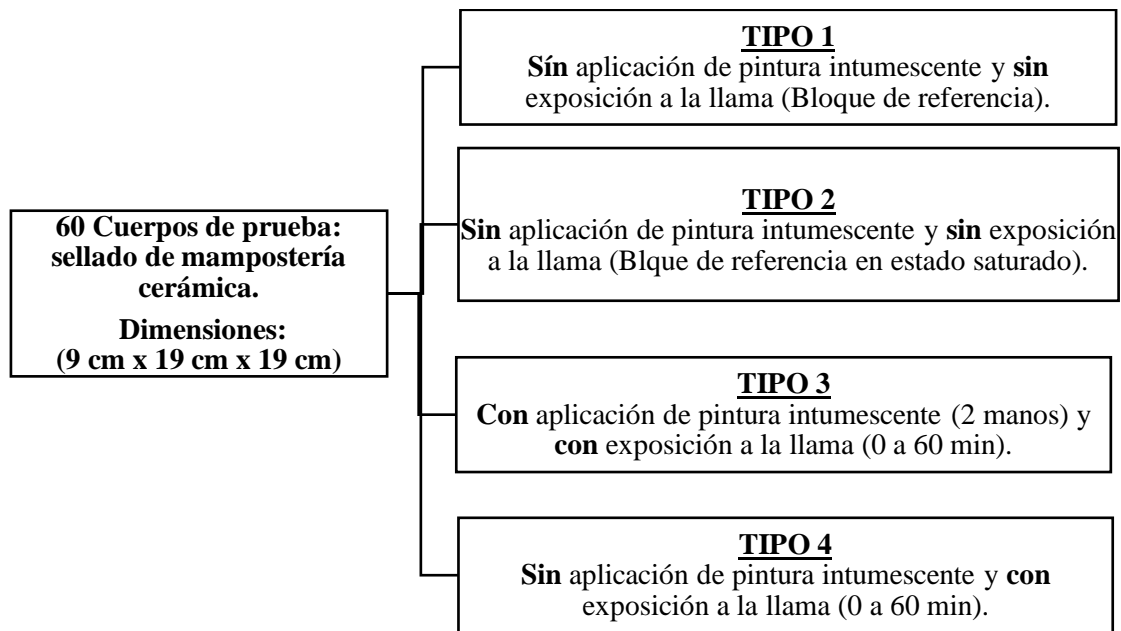 TIPO 1
Sín aplicación de pintura intumescente y sin
exposición a la llama (Bloque de referencia).
60 Cuerpos de prueba:
sellado de mampostería
cerámica.
Dimensiones:
(9 cm x 19 cm x 19 cm)
TIPO 2
Sin aplicación de pintura intumescente y sin exposición
a la llama (Blque de referencia en estado saturado).
TIPO 3
Con aplicación de pintura intumescente (2 manos) y
con exposición a la llama (0 a 60 min).
TIPO 4
Sin aplicación de pintura intumescente y con
exposición a la llama (0 a 60 min).